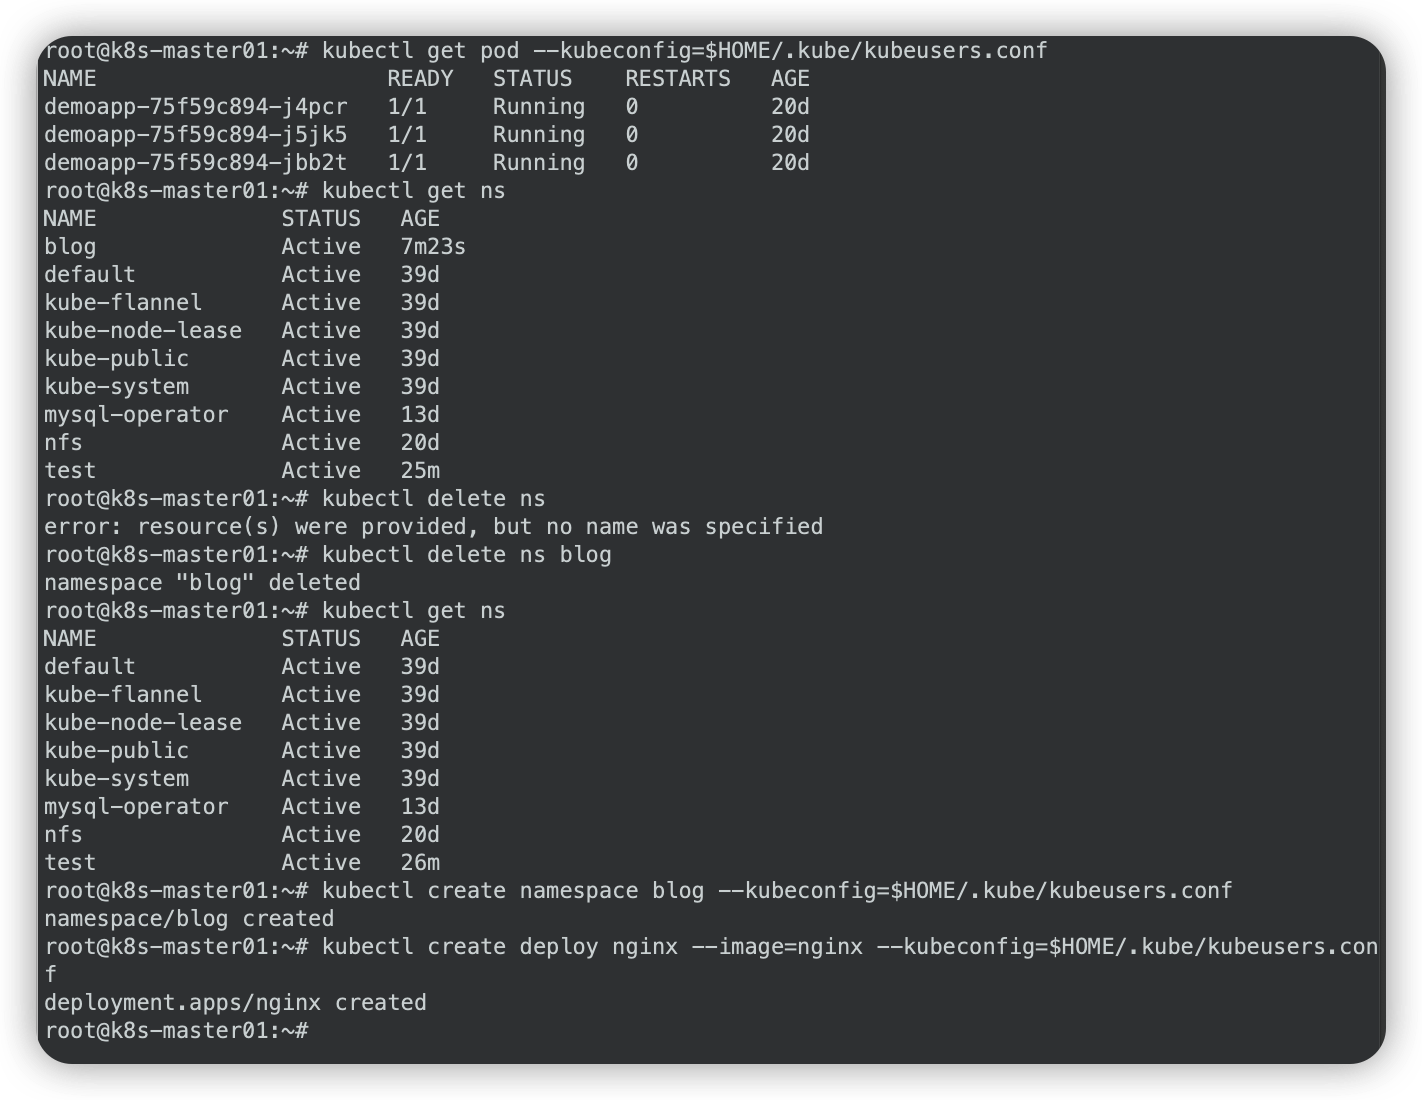 root@k8s-master01:~# kubectl get pod --kubeconfig=$HOME/.kube/kubeusers.conf
NAME                      READY   STATUS    RESTARTS   AGE
demoapp-75f59c894-j4pcr   1/1     Running   0          20d
demoapp-75f59c894-j5jk5   1/1     Running   0          20d
demoapp-75f59c894-jbb2t   1/1     Running   0          20d
root@k8s-master01:~# kubectl get ns
NAME              STATUS   AGE
blog              Active   7m23s
default           Active   39d
kube-flannel      Active   39d
kube-node-lease   Active   39d
kube-public       Active   39d
kube-system       Active   39d
mysql-operator    Active   13d
nfs               Active   20d
test              Active   25m
root@k8s-master01:~# kubectl delete ns
error: resource(s) were provided, but no name was specified
root@k8s-master01:~# kubectl delete ns blog
namespace "blog" deleted
root@k8s-master01:~# kubectl get ns
NAME              STATUS   AGE
default           Active   39d
kube-flannel      Active   39d
kube-node-lease   Active   39d
kube-public       Active   39d
kube-system       Active   39d
mysql-operator    Active   13d
nfs               Active   20d
test              Active   26m
root@k8s-master01:~# kubectl create namespace blog --kubeconfig=$HOME/.kube/kubeusers.conf
namespace/blog created
root@k8s-master01:~# kubectl create deploy nginx --image=nginx --kubeconfig=$HOME/.kube/kubeusers.con
f
deployment.apps/nginx created
root@k8s-master01:~#